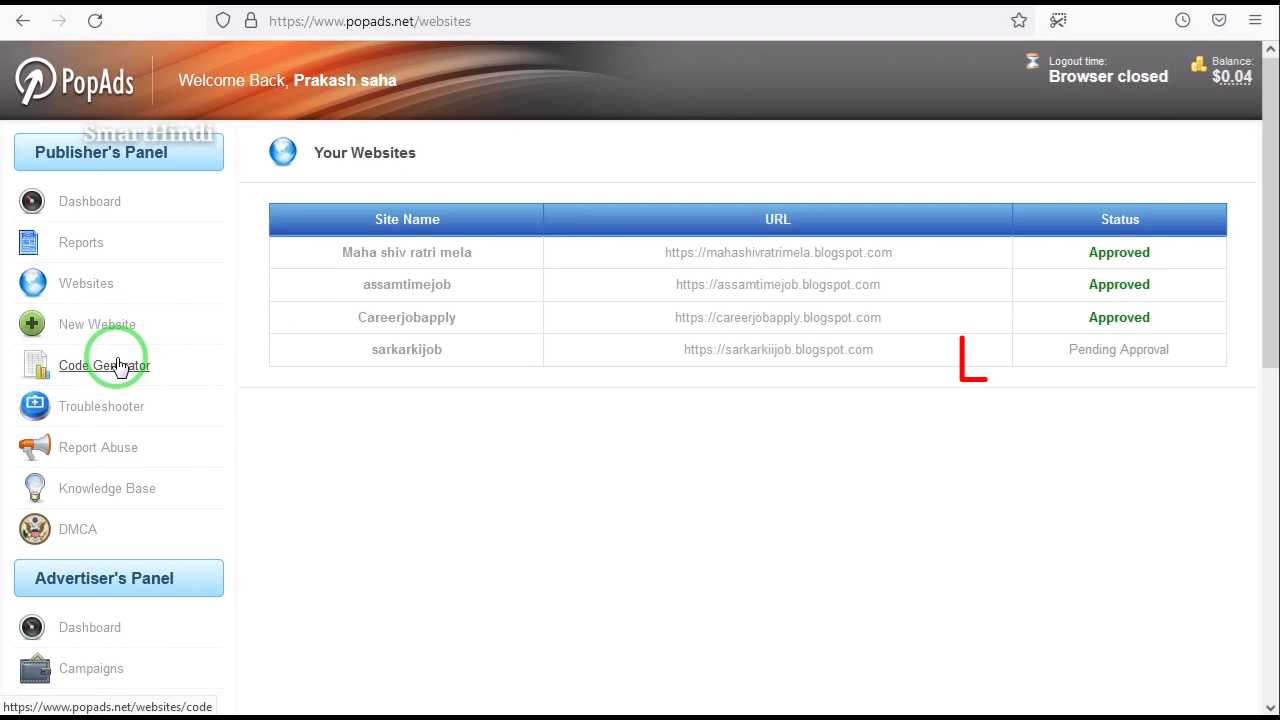 https://www.popads.net/websites
PopAds
Welcome Back, Prakash saha
Logout time:
Browser closed
Balance:
$0.04
SmartHindi
Publisher's Panel
Dashboard
Reports
Websites
New Website
Code Generator
Troubleshooter
Report Abuse
Knowledge Base
DMCA
Advertiser's Panel
Dashboard
Campaigns
Your Websites
Site Name URL Status
Maha shiv ratri mela https://mahashivratrimela.blogspot.com Approved
assamtimejob https://assamtimejob.blogspot.com Approved
Careerjobapply https://careerjobapply.blogspot.com Approved
sarkarkijob https://sarkarkiijob.blogspot.com Pending Approval
https://www.popads.net/websites/code